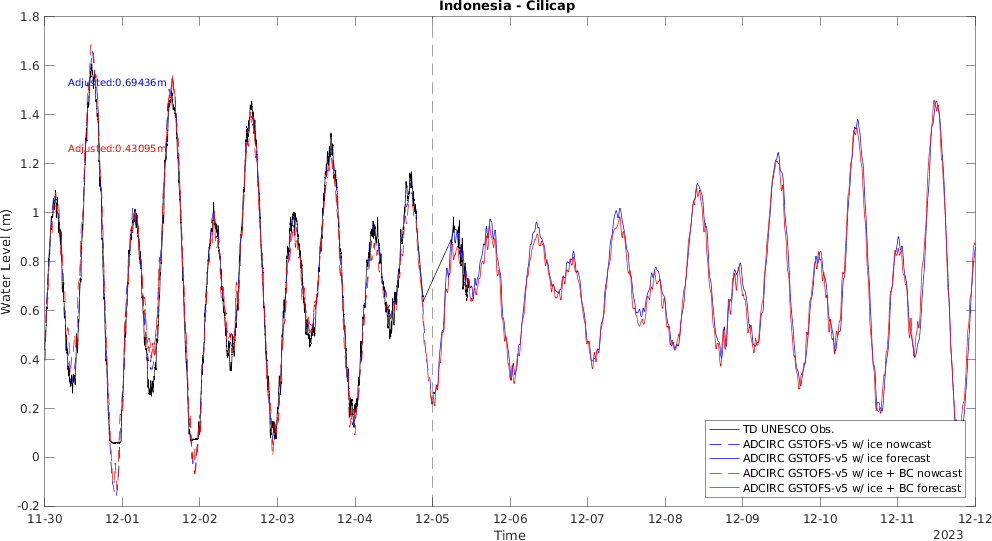 Indonesia - Cilicap
1.8
1.6
1.4
1.2
1
0.8
0.6
0.4
0.2
0
-0.2
Water Level (m)
Adjusted:0.69436m
Adjusted:0.43095m
TD UNESCO Obs.
ADCIRC GSTOFS-v5 w/ ice nowcast
ADCIRC GSTOFS-v5 w/ ice forecast
ADCIRC GSTOFS-v5 w/ ice + BC nowcast
ADCIRC GSTOFS-v5 w/ ice + BC forecast
11-30 12-01 12-02 12-03 12-04 12-05 12-06 12-07 12-08 12-09 12-10 12-11 12-12
Time
2023